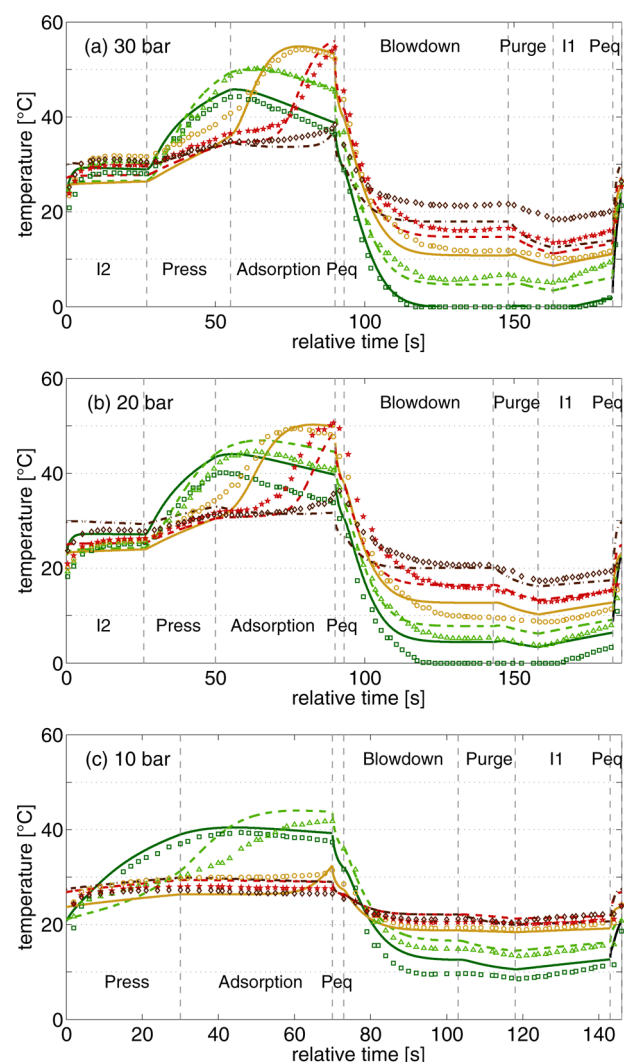 60
(a) 30 bar
Blowdown
Purge
I1
Peq
40
temperature [°C]
20
I2
Press
Adsorption
Peq
0
0
50
100
150
relative time [s]
60
(b) 20 bar
Blowdown
Purge
I1
Peq
40
temperature [°C]
20
I2
Press
Adsorption
Peq
0
0
50
100
150
relative time [s]
60
(c) 10 bar
Blowdown
Purge
I1
Peq
40
temperature [°C]
20
Press
Adsorption
Peq
0
0
20
40
60
80
100
120
140
relative time [s]